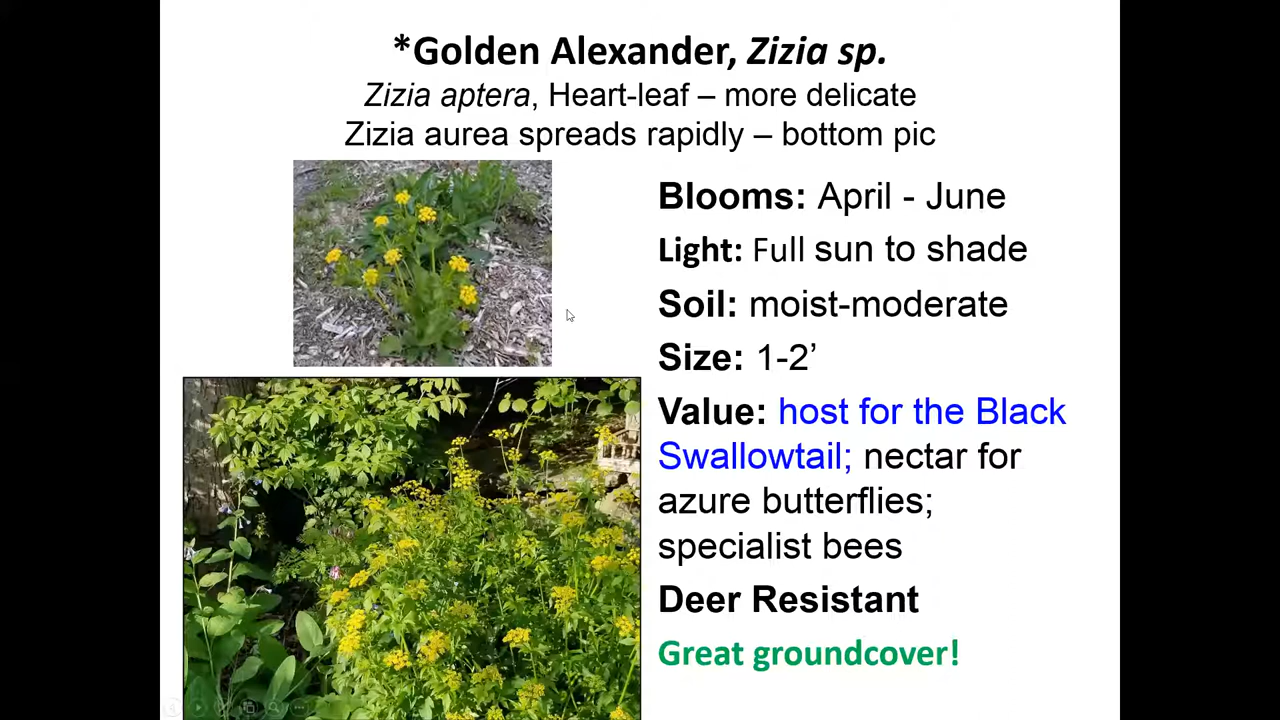 *Golden Alexander, Zizia sp.
Zizia aptera, Heart-leaf – more delicate
Zizia aurea spreads rapidly – bottom pic
Blooms: April - June
Light: Full sun to shade
Soil: moist-moderate
Size: 1-2’
Value: host for the Black
Swallowtail; nectar for
azure butterflies;
specialist bees
Deer Resistant
Great groundcover!